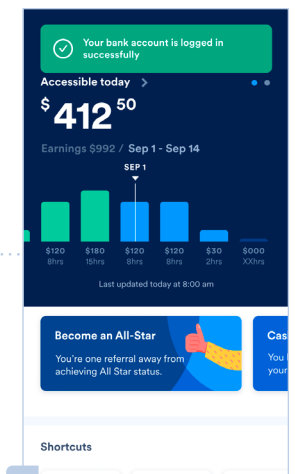 Your bank account is logged in
successfully
Accessible today >
$412 50
Earnings $992 / Sep 1 - Sep 14
SEP 1
$120 $180 $120 $120 $30 $000
8hrs 15hrs 8hrs 8hrs 2hrs XXhrs
Last updated today at 8:00 am
Become an All-Star
You're one referral away from
achieving All Star status.
Shortcuts